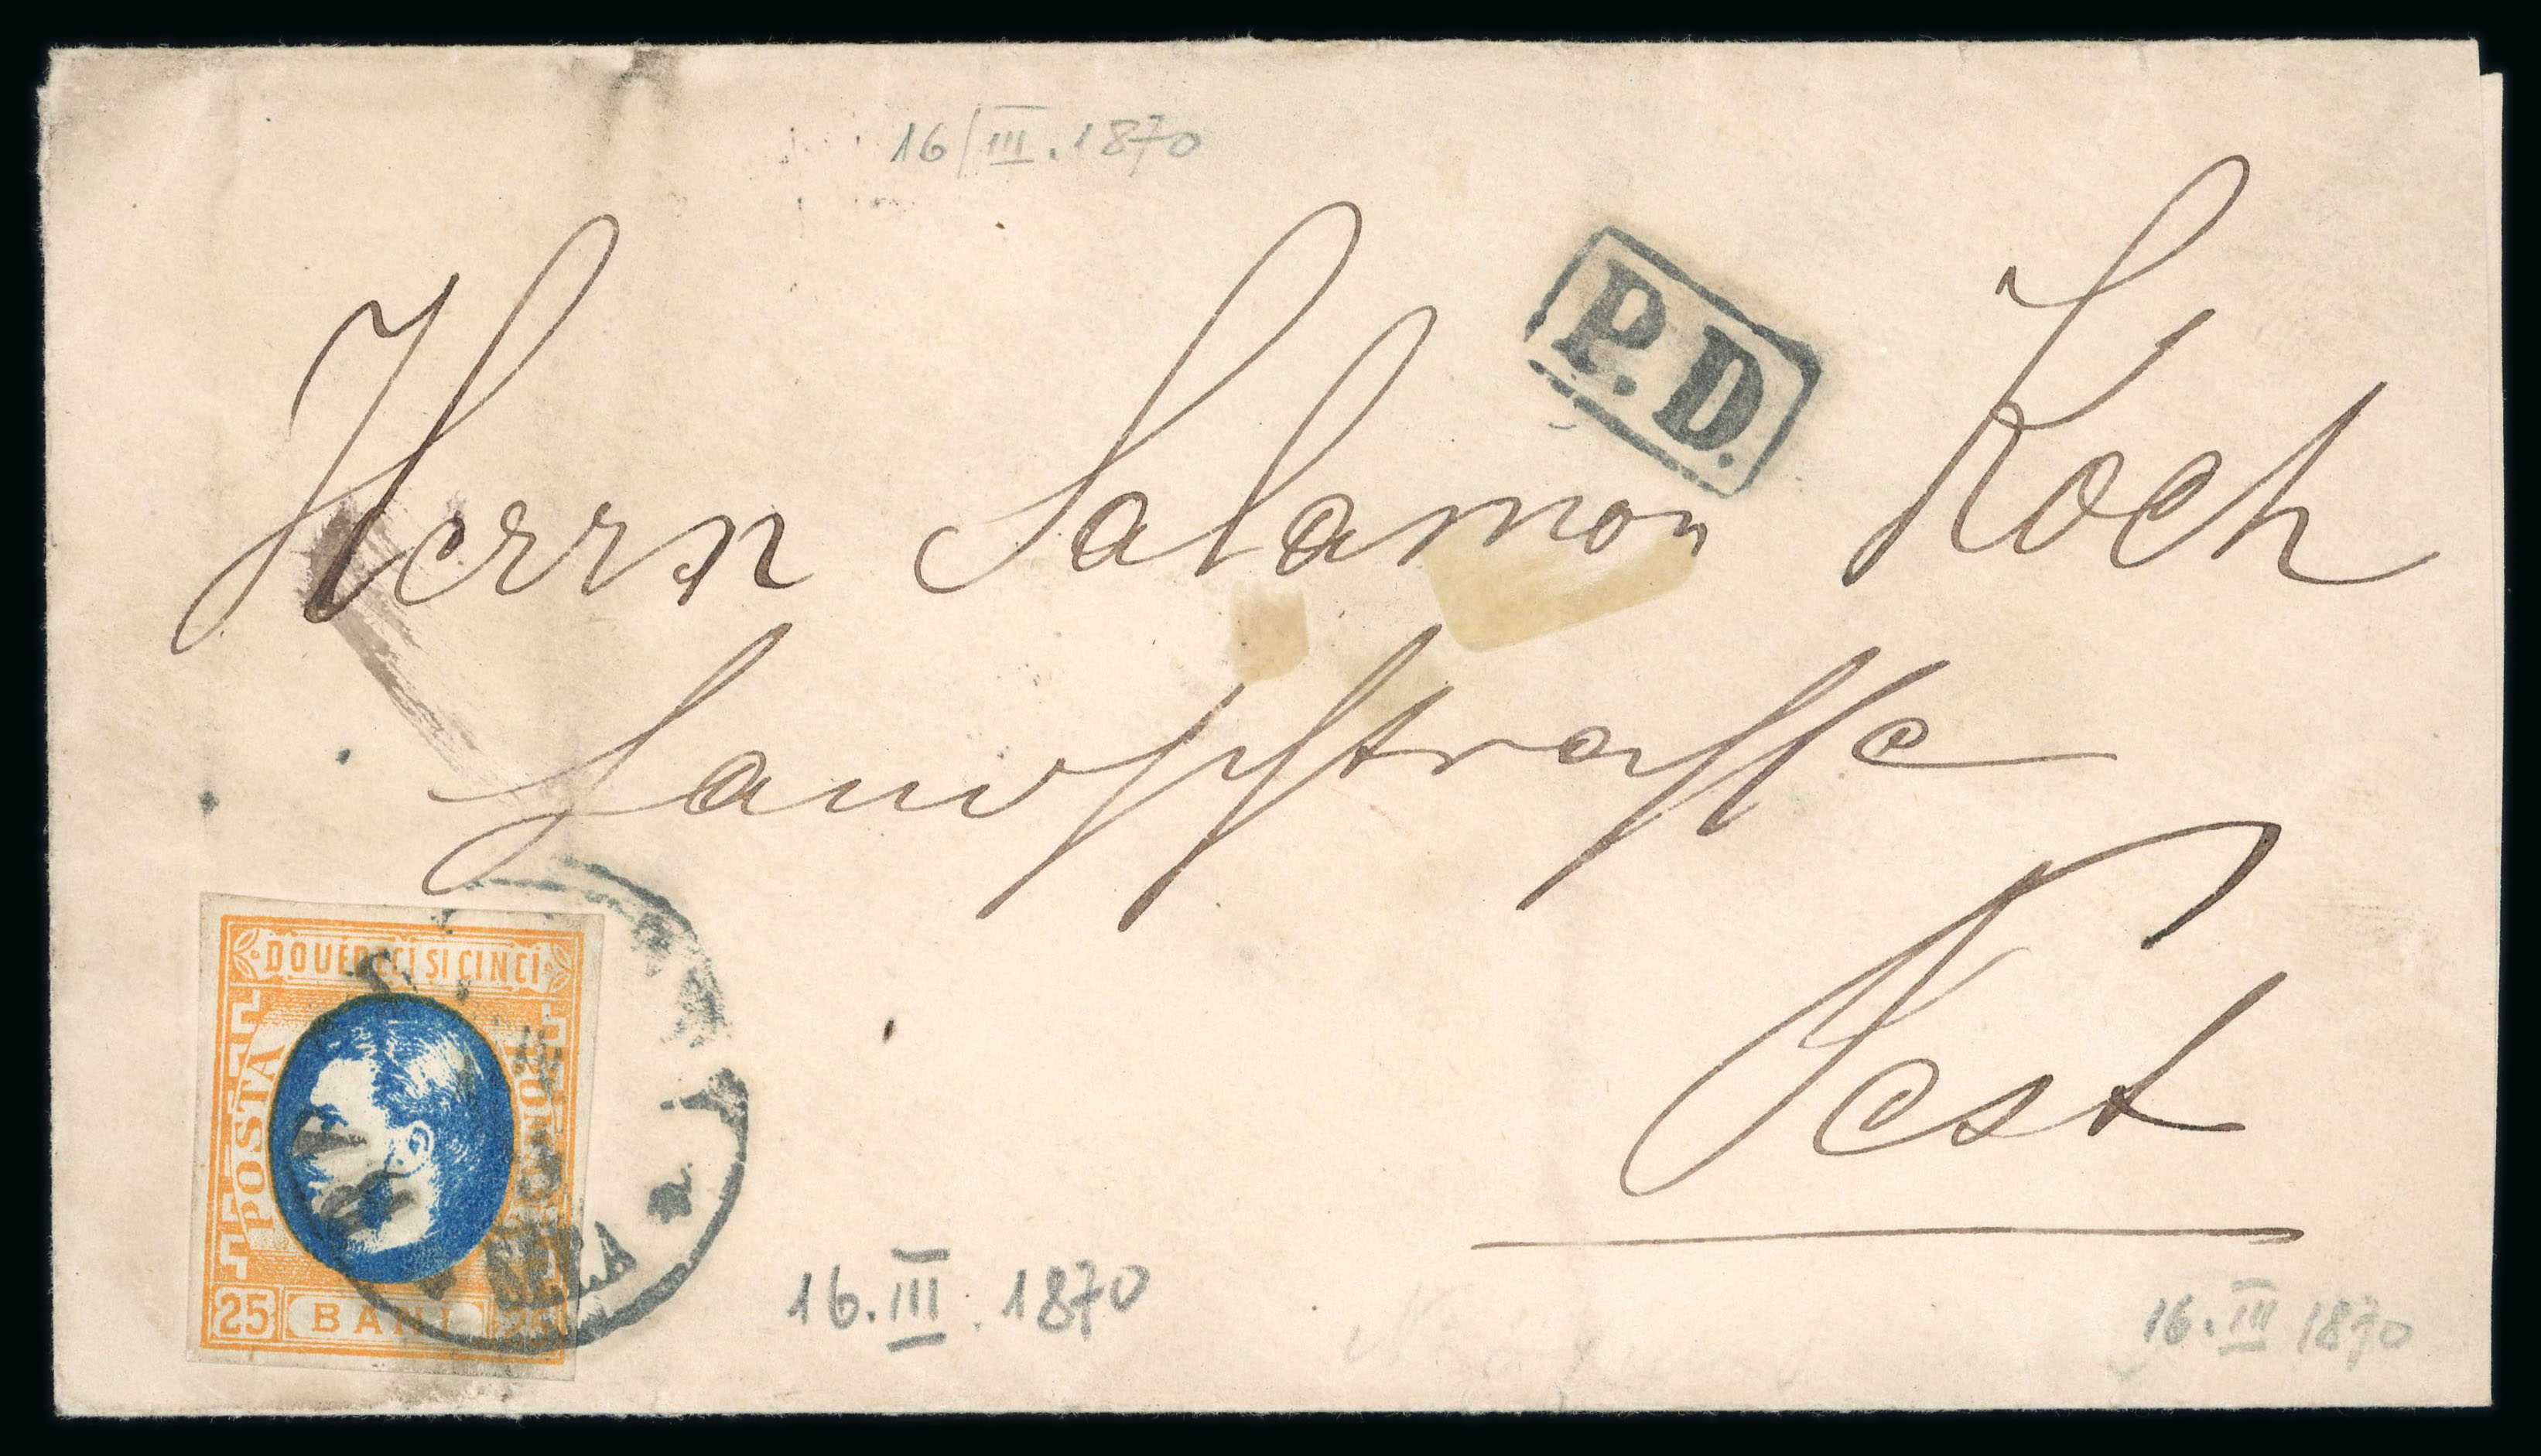 16/III.1870
P.D.
Herrn Salamon Koch
Pest
DOUEDECI SI CINCI
POSTA
25 BANI 25
16.III.1870
16.III 1870